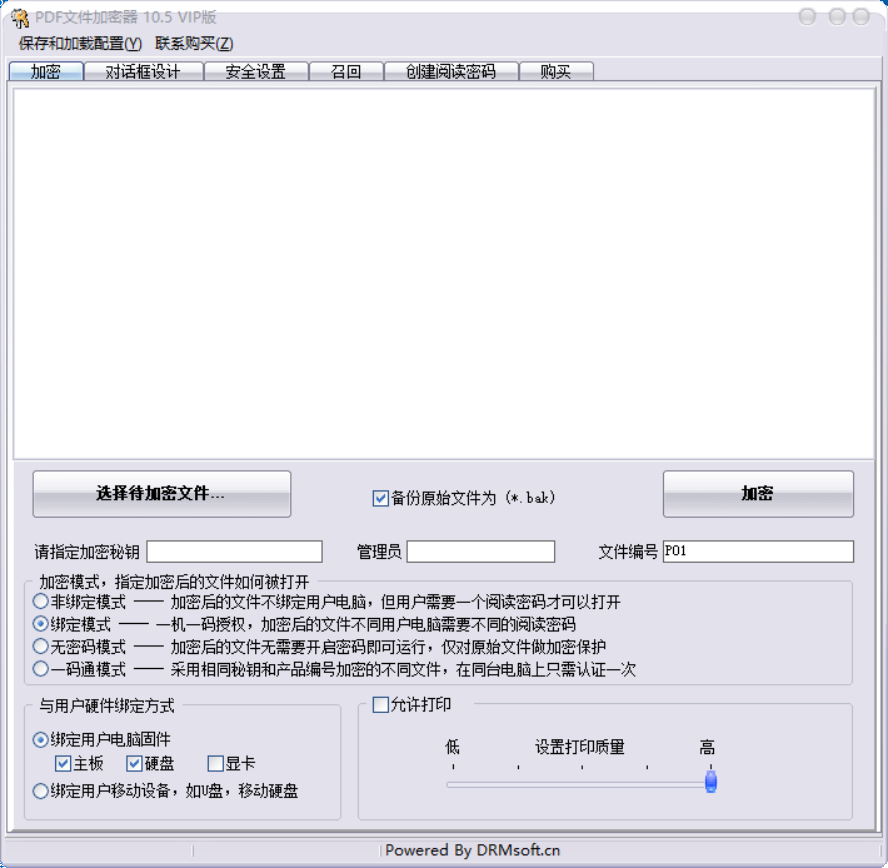 PDF文件加密器 10.5 VIP版
保存和加载配置(Y) 联系购买(Z)
加密 对话框设计 安全设置 召回 创建阅读密码 购买
选择待加密文件... 备份原始文件为 (*.bak) 加密
请指定加密秘钥 管理员 文件编号 P01
加密模式，指定加密后的文件如何被打开
非绑定模式 —— 加密后的文件不绑定用户电脑，但用户需要一个阅读密码才可以打开
绑定模式 —— 一机一码授权，加密后的文件不同用户电脑需要不同的阅读密码
无密码模式 —— 加密后的文件无需要开启密码即可运行，仅对原始文件做加密保护
一码通模式 —— 采用相同秘钥和产品编号加密的不同文件，在同台电脑上只需认证一次
与用户硬件绑定方式 允许打印
绑定用户电脑固件
低 设置打印质量 高
主板 硬盘 显卡
绑定用户移动设备，如U盘，移动硬盘
Powered By DRMsoft.cn